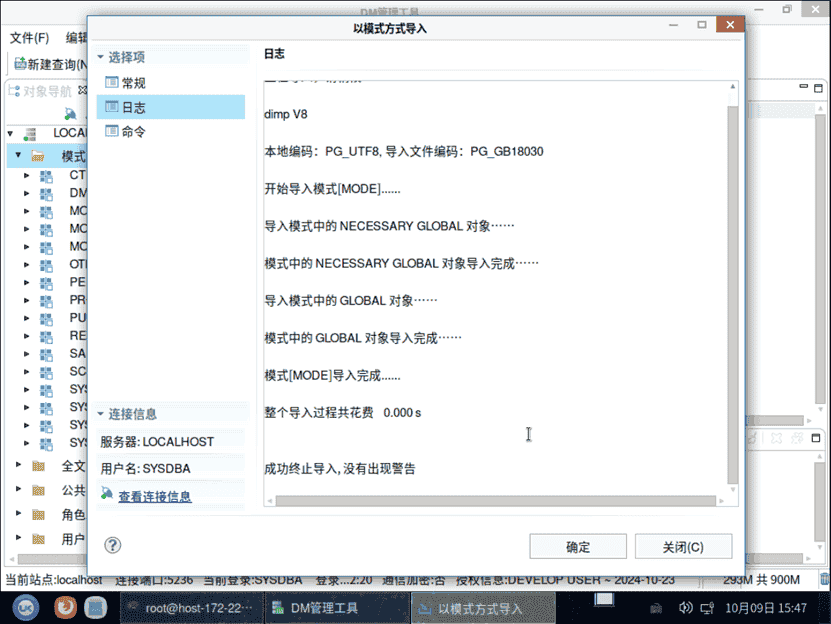 DM管理工具
以模式方式导入
文件(F)
编辑
新建查询(N
对象导航
LOCA
模式
CT
DM
MO
MO
MO
OT
PE
PR
PU
RE
SA
SC
SYS
SYS
SYS
SYS
全文
公共
角色
用户
选择项
常规
日志
命令
连接信息
服务器: LOCALHOST
用户名: SYSDBA
查看连接信息
日志
dimp V8
本地编码：PG_UTF8, 导入文件编码：PG_GB18030
开始导入模式[MODE]......
导入模式中的 NECESSARY GLOBAL 对象……
模式中的 NECESSARY GLOBAL 对象导入完成……
导入模式中的 GLOBAL 对象……
模式中的 GLOBAL 对象导入完成……
模式[MODE]导入完成......
整个导入过程共花费 0.000 s
成功终止导入, 没有出现警告
确定
关闭(C)
当前站点:localhost 连接端口:5236 当前登录:SYSDBA 登录...2:20 通信加密:否 授权信息:DEVELOP USER ~ 2024-10-23 293M 共 900M
root@host-172-22…
DM管理工具
以模式方式导入
10月09日 15:47